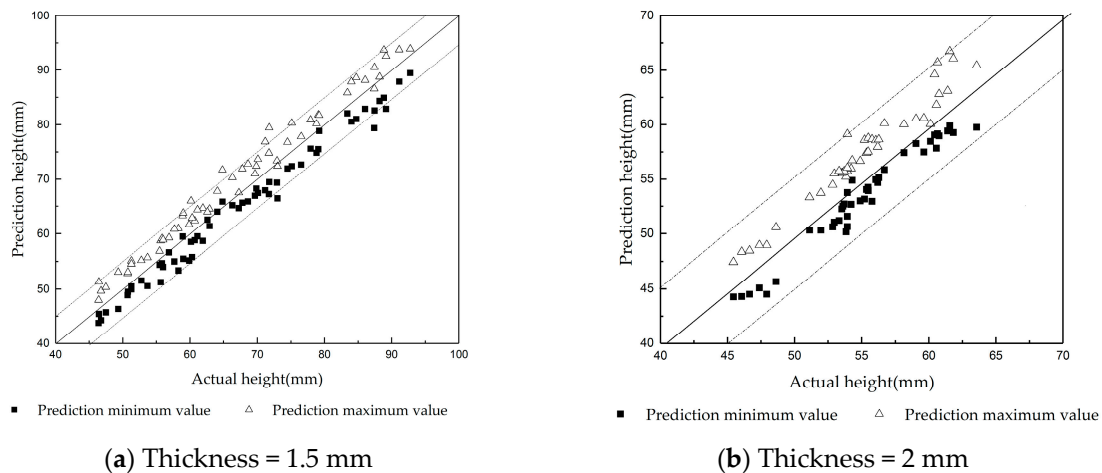 100
90
80
70
60
50
40
Prediction height(mm)
40 50 60 70 80 90 100
Actual height(mm)
■ Prediction minimum value △ Prediction maximum value
(a) Thickness = 1.5 mm
70
65
60
55
50
45
40
Prediction height(mm)
40 45 50 55 60 65 70
Actual height(mm)
■ Prediction minimum value △ Prediction maximum value
(b) Thickness = 2 mm